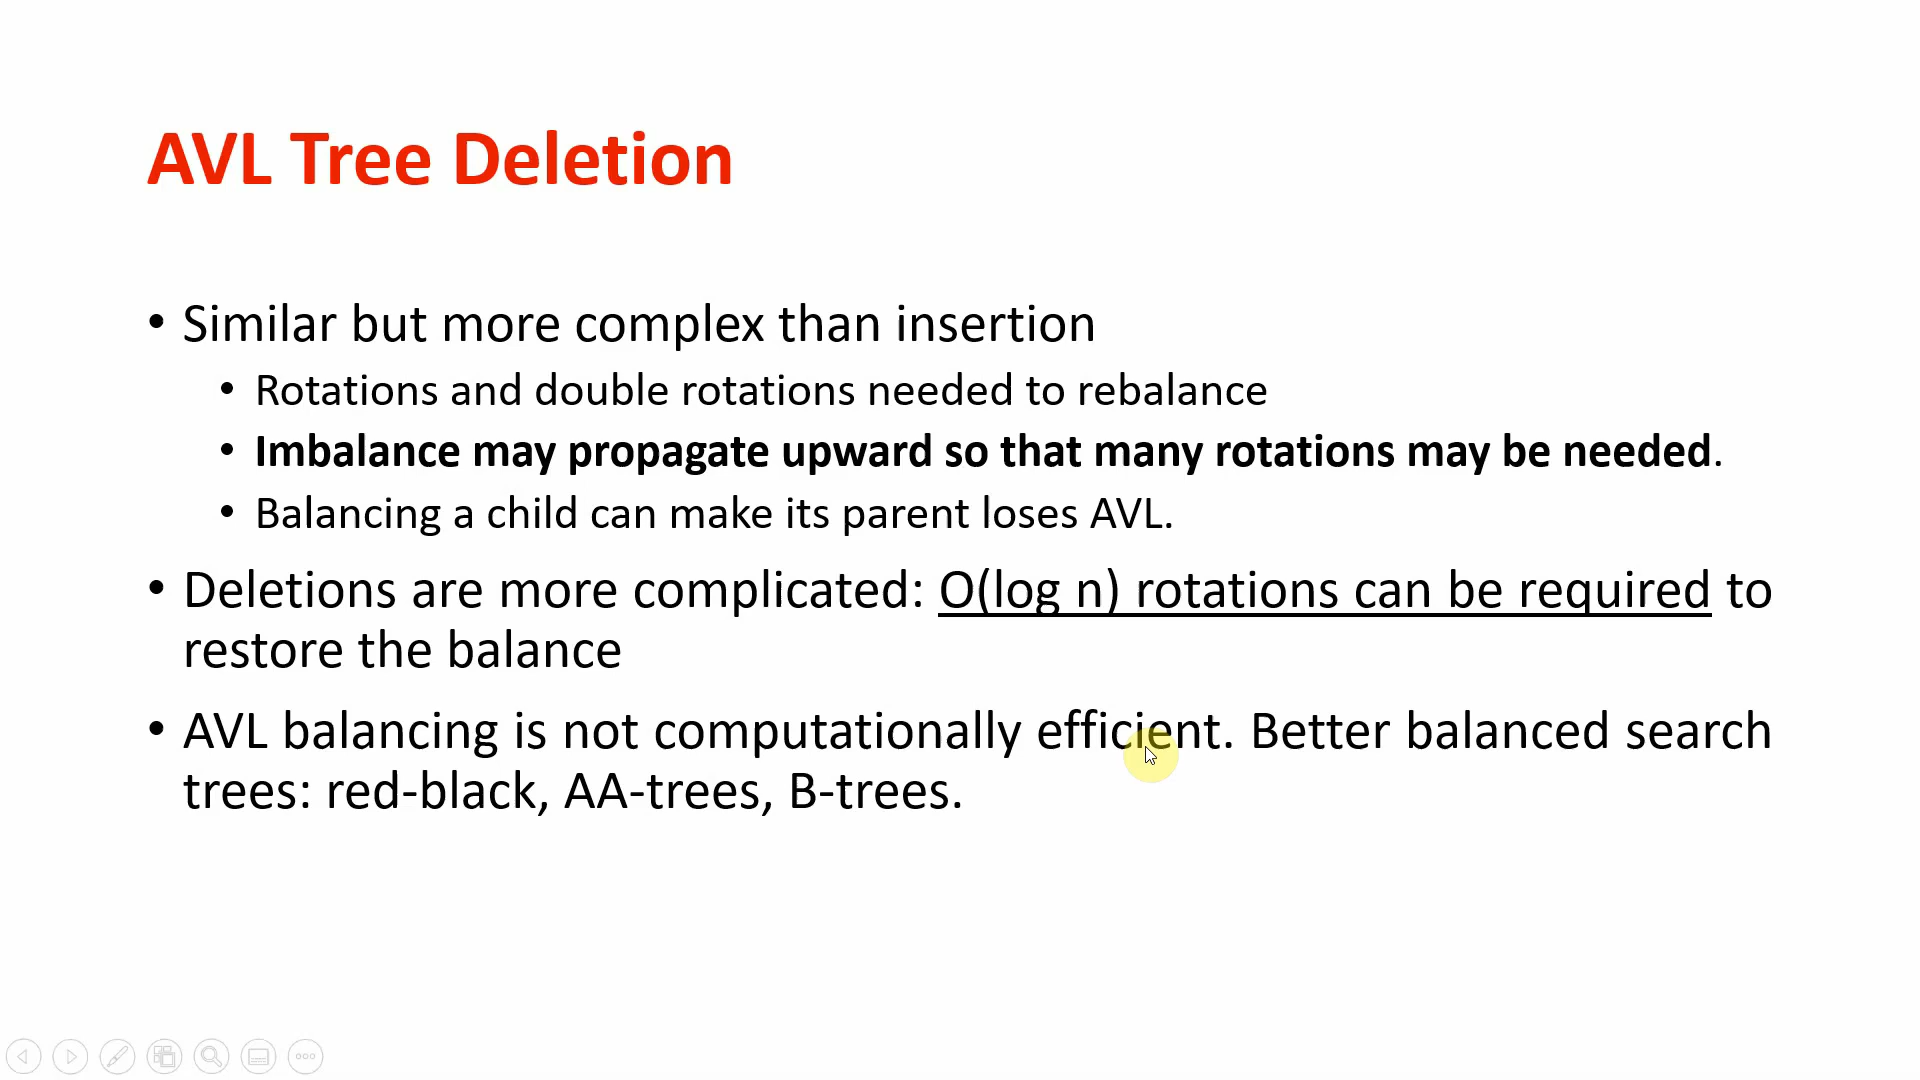 AVL Tree Deletion
• Similar but more complex than insertion
• Rotations and double rotations needed to rebalance
• Imbalance may propagate upward so that many rotations may be needed.
• Balancing a child can make its parent loses AVL.
• Deletions are more complicated: O(log n) rotations can be required to
restore the balance
• AVL balancing is not computationally efficient. Better balanced search
trees: red-black, AA-trees, B-trees.